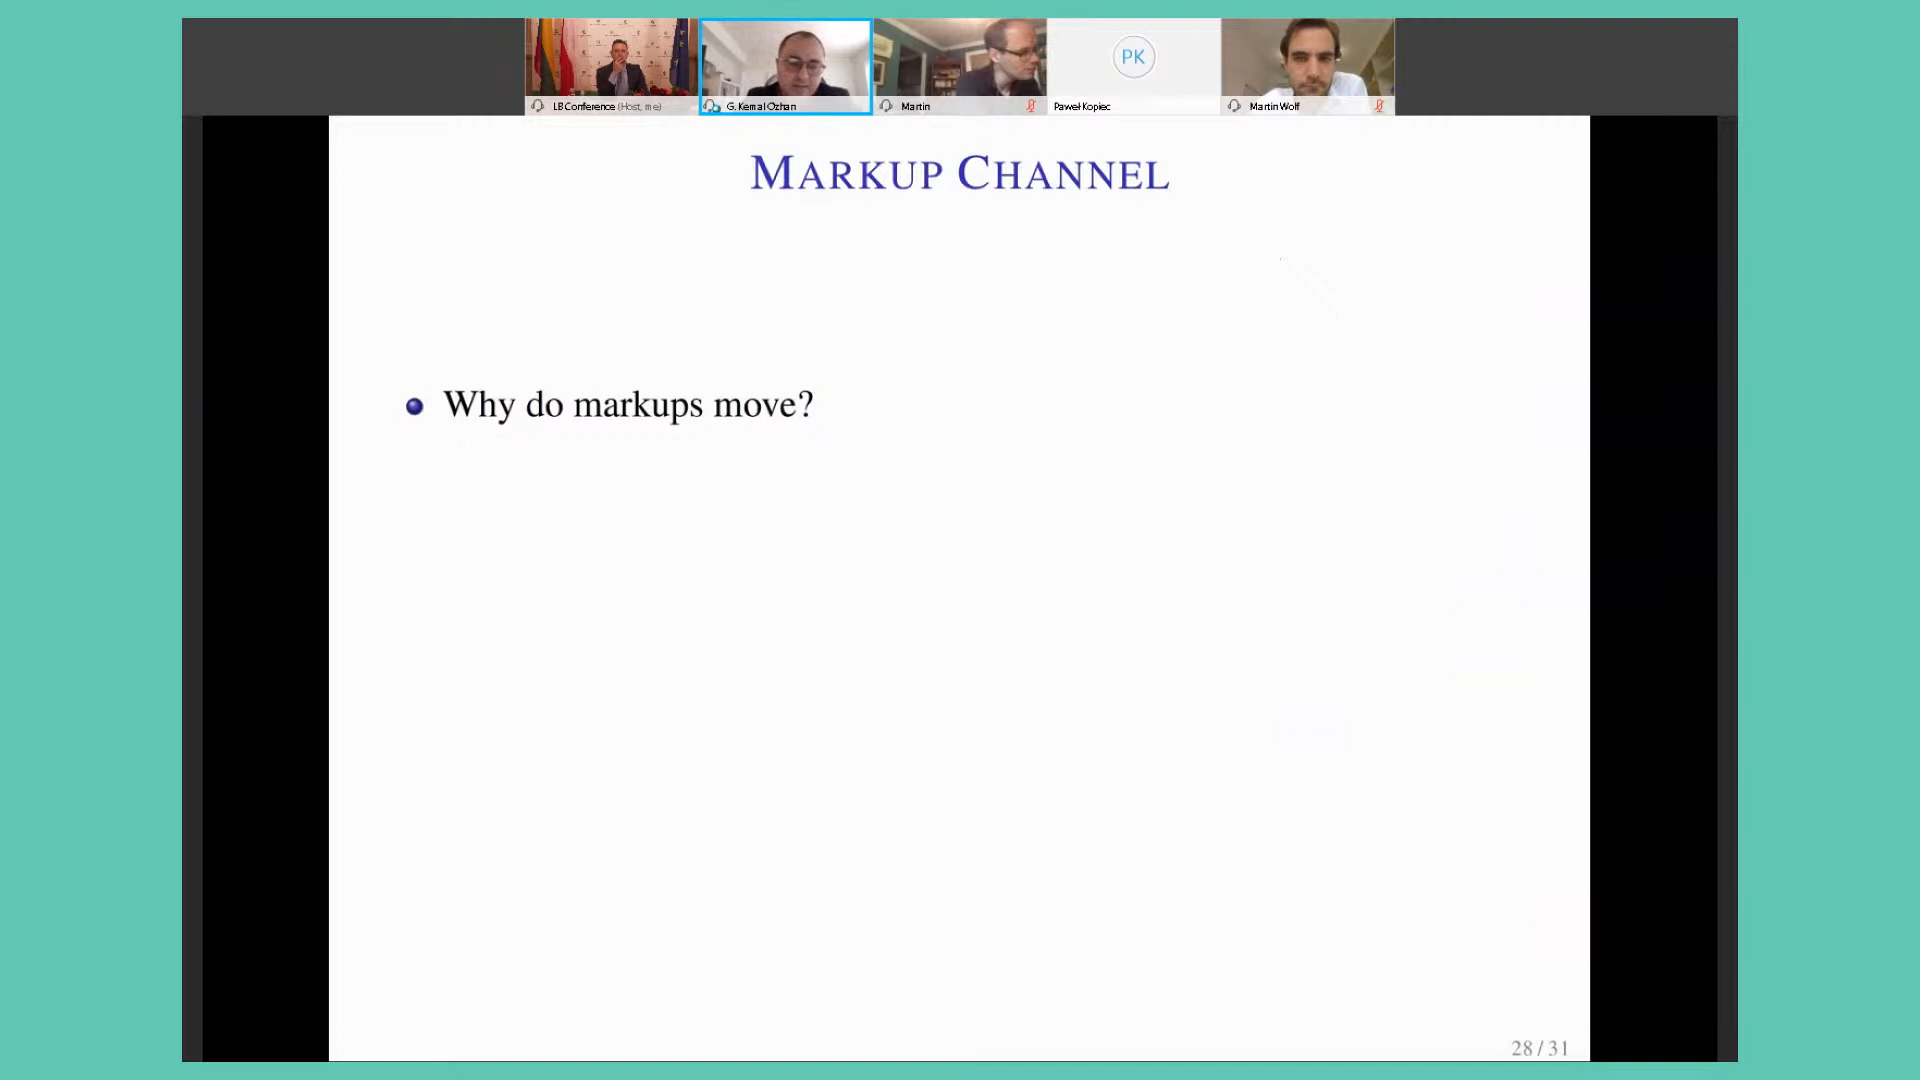 LB Conference (Host, me)
G. Kemal Ozhan
Martin
PK
Paweł Kopiec
Martin Wolf
MARKUP CHANNEL
Why do markups move?
28 / 31